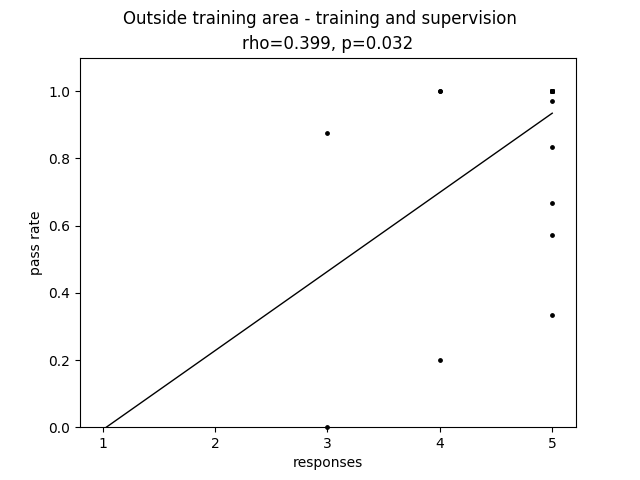 Outside training area - training and supervision
rho=0.399, p=0.032
1.0
0.8
0.6
0.4
0.2
0.0
pass rate
1 2 3 4 5
responses